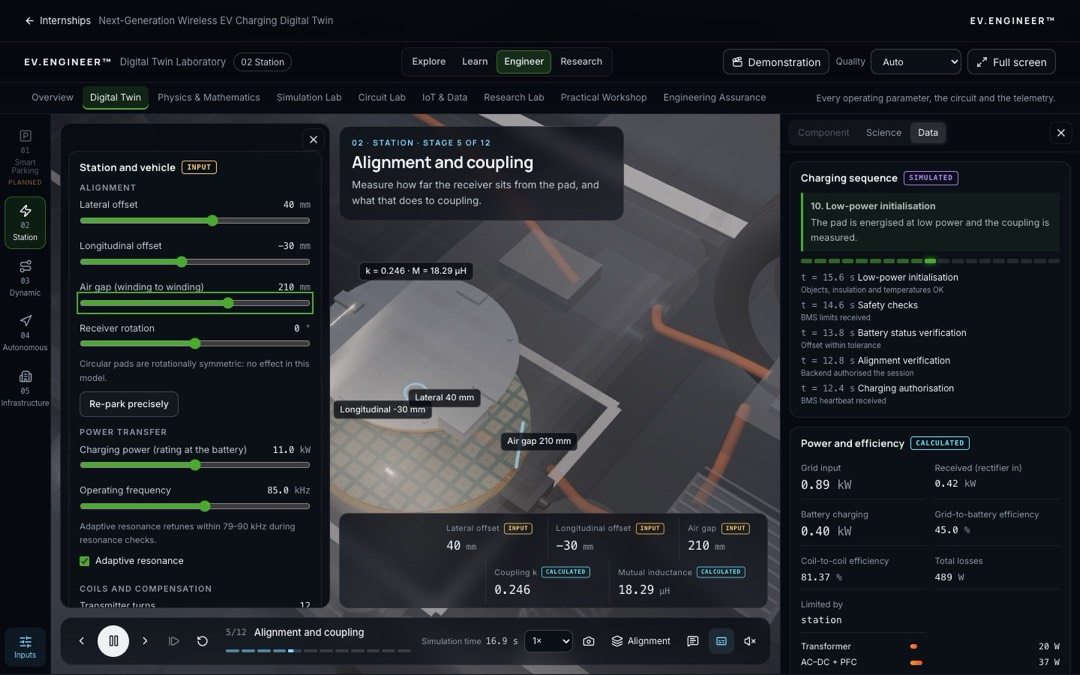 ← Internships Next-Generation Wireless EV Charging Digital Twin
EV.ENGINEER™
EV.ENGINEER™ Digital Twin Laboratory 02 Station
Explore Learn Engineer Research
Demonstration Quality Auto Full screen
Overview Digital Twin Physics & Mathematics Simulation Lab Circuit Lab IoT & Data Research Lab Practical Workshop Engineering Assurance
Every operating parameter, the circuit and the telemetry.
01
Smart
Parking
PLANNED
02
Station
03
Dynamic
04
Autonomous
05
Infrastructure
Inputs
Station and vehicle INPUT
ALIGNMENT
Lateral offset 40 mm
Longitudinal offset −30 mm
Air gap (winding to winding) 210 mm
Receiver rotation 0 °
Circular pads are rotationally symmetric: no effect in this
model.
Re-park precisely
POWER TRANSFER
Charging power (rating at the battery) 11.0 kW
Operating frequency 85.0 kHz
Adaptive resonance retunes within 79–90 kHz during
resonance checks.
Adaptive resonance
COILS AND COMPENSATION
Transmitter turns 12
02 · STATION · STAGE 5 OF 12
Alignment and coupling
Measure how far the receiver sits from the pad, and
what that does to coupling.
k = 0.246 · M = 18.29 µH
Lateral 40 mm
Longitudinal -30 mm
Air gap 210 mm
Lateral offset INPUT
40 mm
Longitudinal offset INPUT
−30 mm
Air gap INPUT
210 mm
Coupling k CALCULATED
0.246
Mutual inductance CALCULATED
18.29 µH
5/12 Alignment and coupling
Simulation time 16.9 s 1× Alignment
Component Science Data
Charging sequence SIMULATED
10. Low-power initialisation
The pad is energised at low power and the coupling is
measured.
t = 15.6 s Low-power initialisation
Objects, insulation and temperatures OK
t = 14.6 s Safety checks
BMS limits received
t = 13.8 s Battery status verification
Offset within tolerance
t = 12.8 s Alignment verification
Backend authorised the session
t = 12.4 s Charging authorisation
BMS heartbeat received
Power and efficiency CALCULATED
Grid input
0.89 kW
Received (rectifier in)
0.42 kW
Battery charging
0.40 kW
Grid-to-battery efficiency
45.0 %
Coil-to-coil efficiency
81.37 %
Total losses
489 W
Limited by
station
Transformer 20 W
AC–DC + PFC 37 W